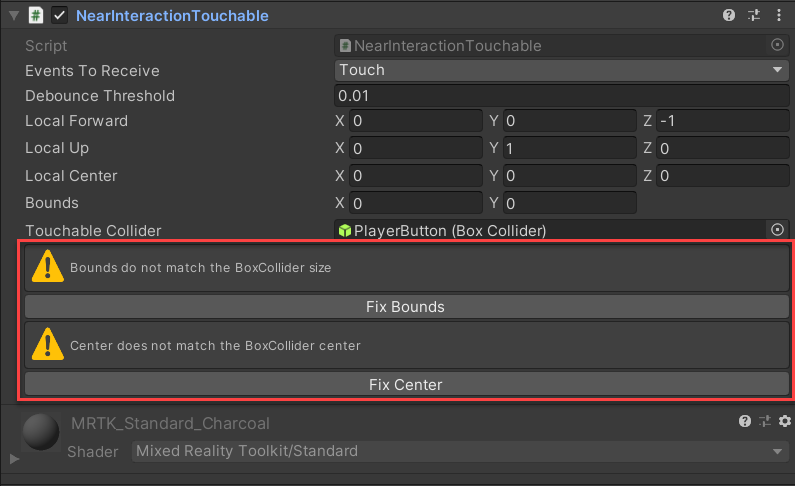 NearInteractionTouchable
Script NearInteractionTouchable
Events To Receive Touch
Debounce Threshold 0.01
Local Forward X 0 Y 0 Z -1
Local Up X 0 Y 1 Z 0
Local Center X 0 Y 0 Z 0
Bounds X 0 Y 0
Touchable Collider PlayerButton (Box Collider)
Bounds do not match the BoxCollider size
Fix Bounds
Center does not match the BoxCollider center
Fix Center
MRTK_Standard_Charcoal
Shader Mixed Reality Toolkit/Standard